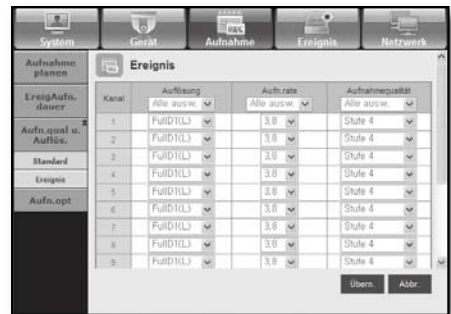 System Gerät Aufnahme Ereignis Netzwerk
REC
Aufnahme planen
EreigAufn. dauer
Aufn.qual u. Auflös.
Standard
Ereignis
Aufn.opt
Ereignis
Kanal Auflösung Aufn.rate Aufnahmequalität
Alle ausw. Alle ausw. Alle ausw.
1 FullD1(L) 3,8 Stufe 4
2 FullD1(L) 3,8 Stufe 4
3 FullD1(L) 3,8 Stufe 4
4 FullD1(L) 3,8 Stufe 4
5 FullD1(L) 3,8 Stufe 4
6 FullD1(L) 3,8 Stufe 4
7 FullD1(L) 3,8 Stufe 4
8 FullD1(L) 3,8 Stufe 4
9 FullD1(L) 3,8 Stufe 4
Übern. Abbr.